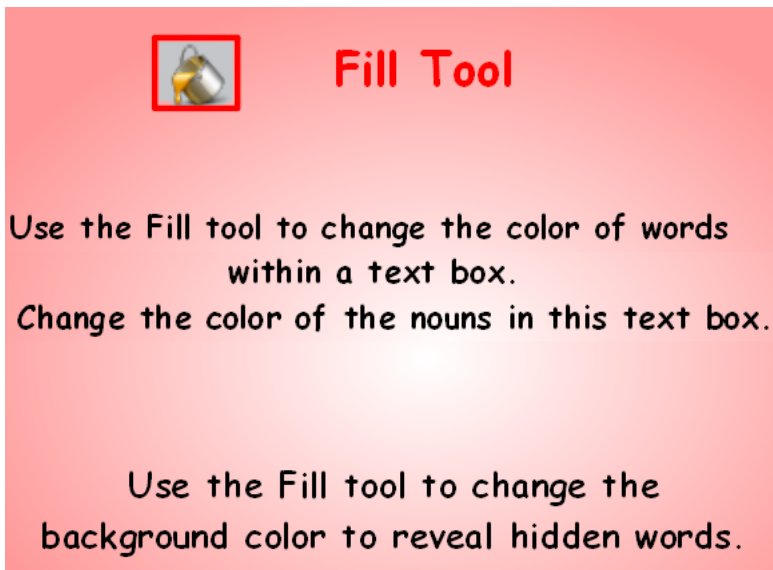 Fill Tool
Use the Fill tool to change the color of words
within a text box.
Change the color of the nouns in this text box.
Use the Fill tool to change the
background color to reveal hidden words.